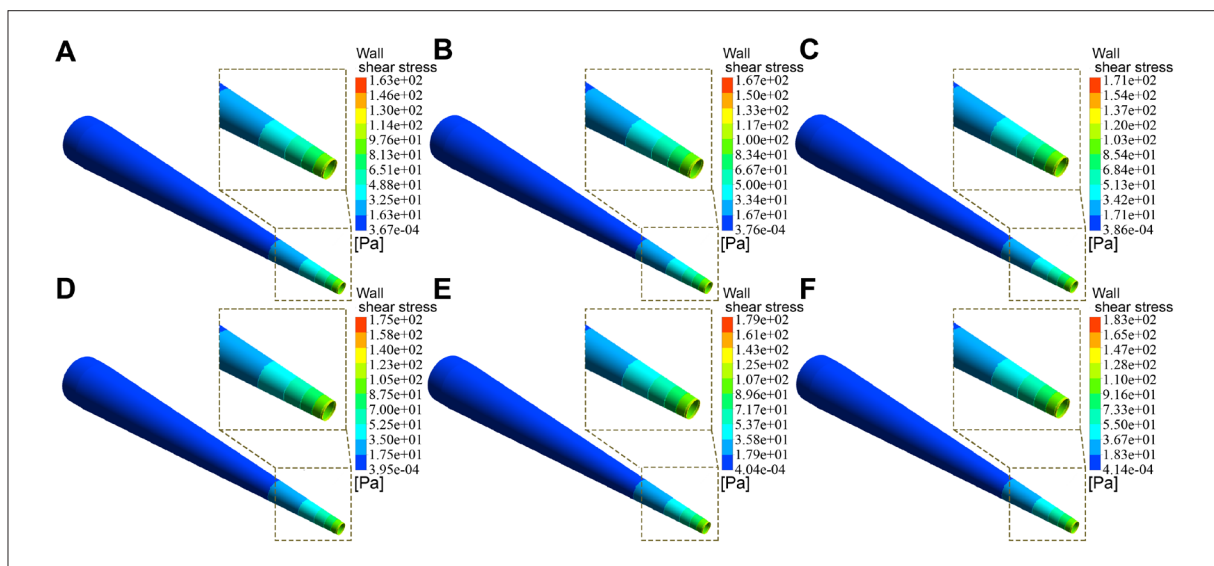 A
Wall
shear stress
1.63e+02
1.46e+02
1.30e+02
1.14e+02
9.76e+01
8.13e+01
6.51e+01
4.88e+01
3.25e+01
1.63e+01
3.67e-04
[Pa]
B
Wall
shear stress
1.67e+02
1.50e+02
1.33e+02
1.17e+02
1.00e+02
8.34e+01
6.67e+01
5.00e+01
3.34e+01
1.67e+01
3.76e-04
[Pa]
C
Wall
shear stress
1.71e+02
1.54e+02
1.37e+02
1.20e+02
1.03e+02
8.54e+01
6.84e+01
5.13e+01
3.42e+01
1.71e+01
3.86e-04
[Pa]
D
Wall
shear stress
1.75e+02
1.58e+02
1.40e+02
1.23e+02
1.05e+02
8.75e+01
7.00e+01
5.25e+01
3.50e+01
1.75e+01
3.95e-04
[Pa]
E
Wall
shear stress
1.79e+02
1.61e+02
1.43e+02
1.25e+02
1.07e+02
8.96e+01
7.17e+01
5.37e+01
3.58e+01
1.79e+01
4.04e-04
[Pa]
F
Wall
shear stress
1.83e+02
1.65e+02
1.47e+02
1.28e+02
1.10e+02
9.16e+01
7.33e+01
5.50e+01
3.67e+01
1.83e+01
4.14e-04
[Pa]